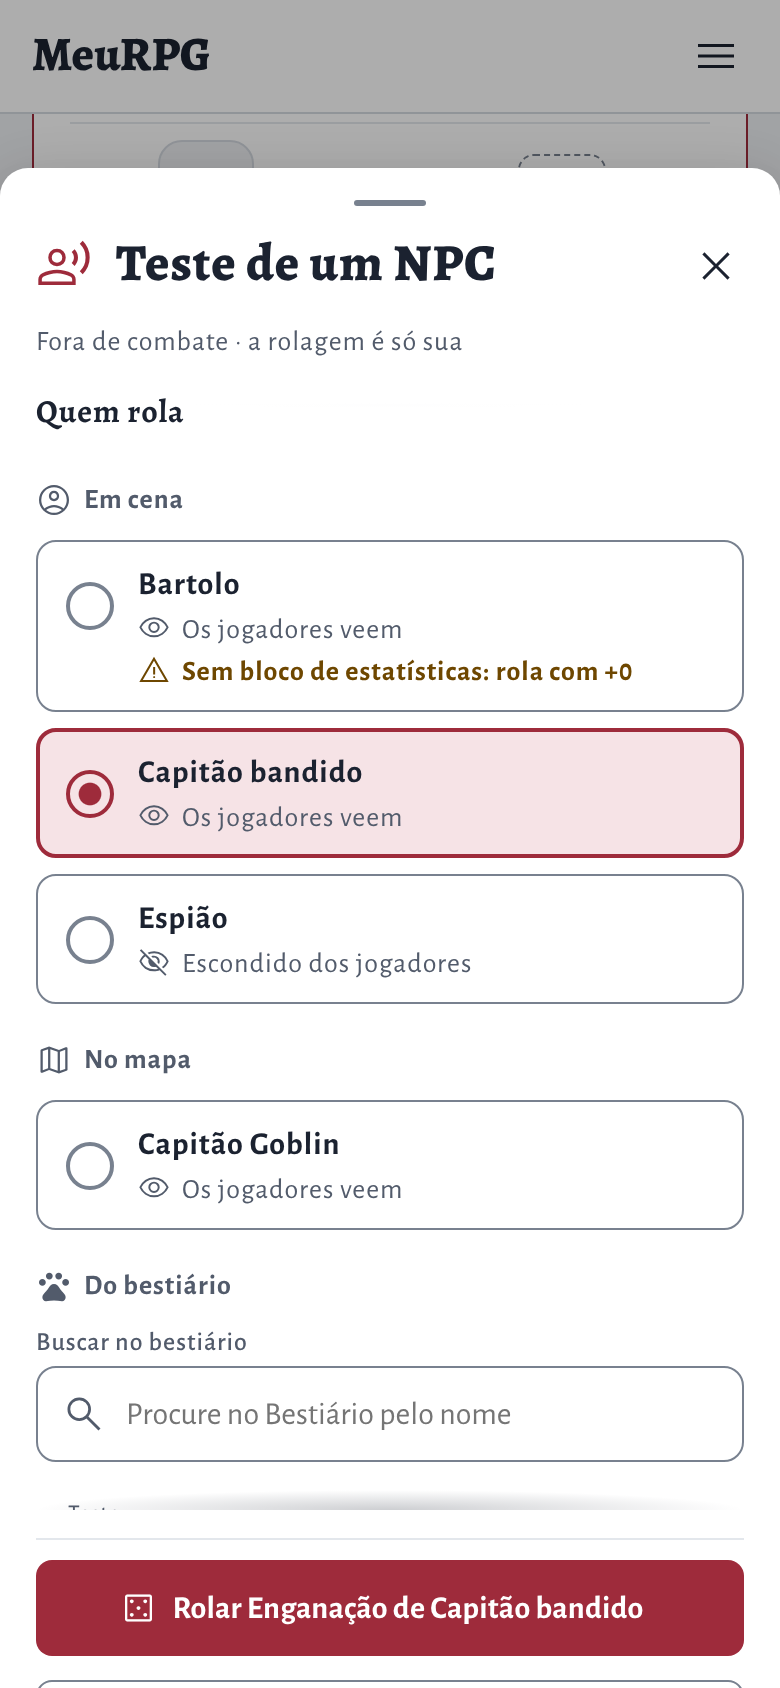 MeuRPG
Teste de um NPC
Fora de combate · a rolagem é só sua
Quem rola
Em cena
Bartolo
Os jogadores veem
Sem bloco de estatísticas: rola com +0
Capitão bandido
Os jogadores veem
Espião
Escondido dos jogadores
No mapa
Capitão Goblin
Os jogadores veem
Do bestiário
Buscar no bestiário
Procure no Bestiário pelo nome
Rolar Enganação de Capitão bandido